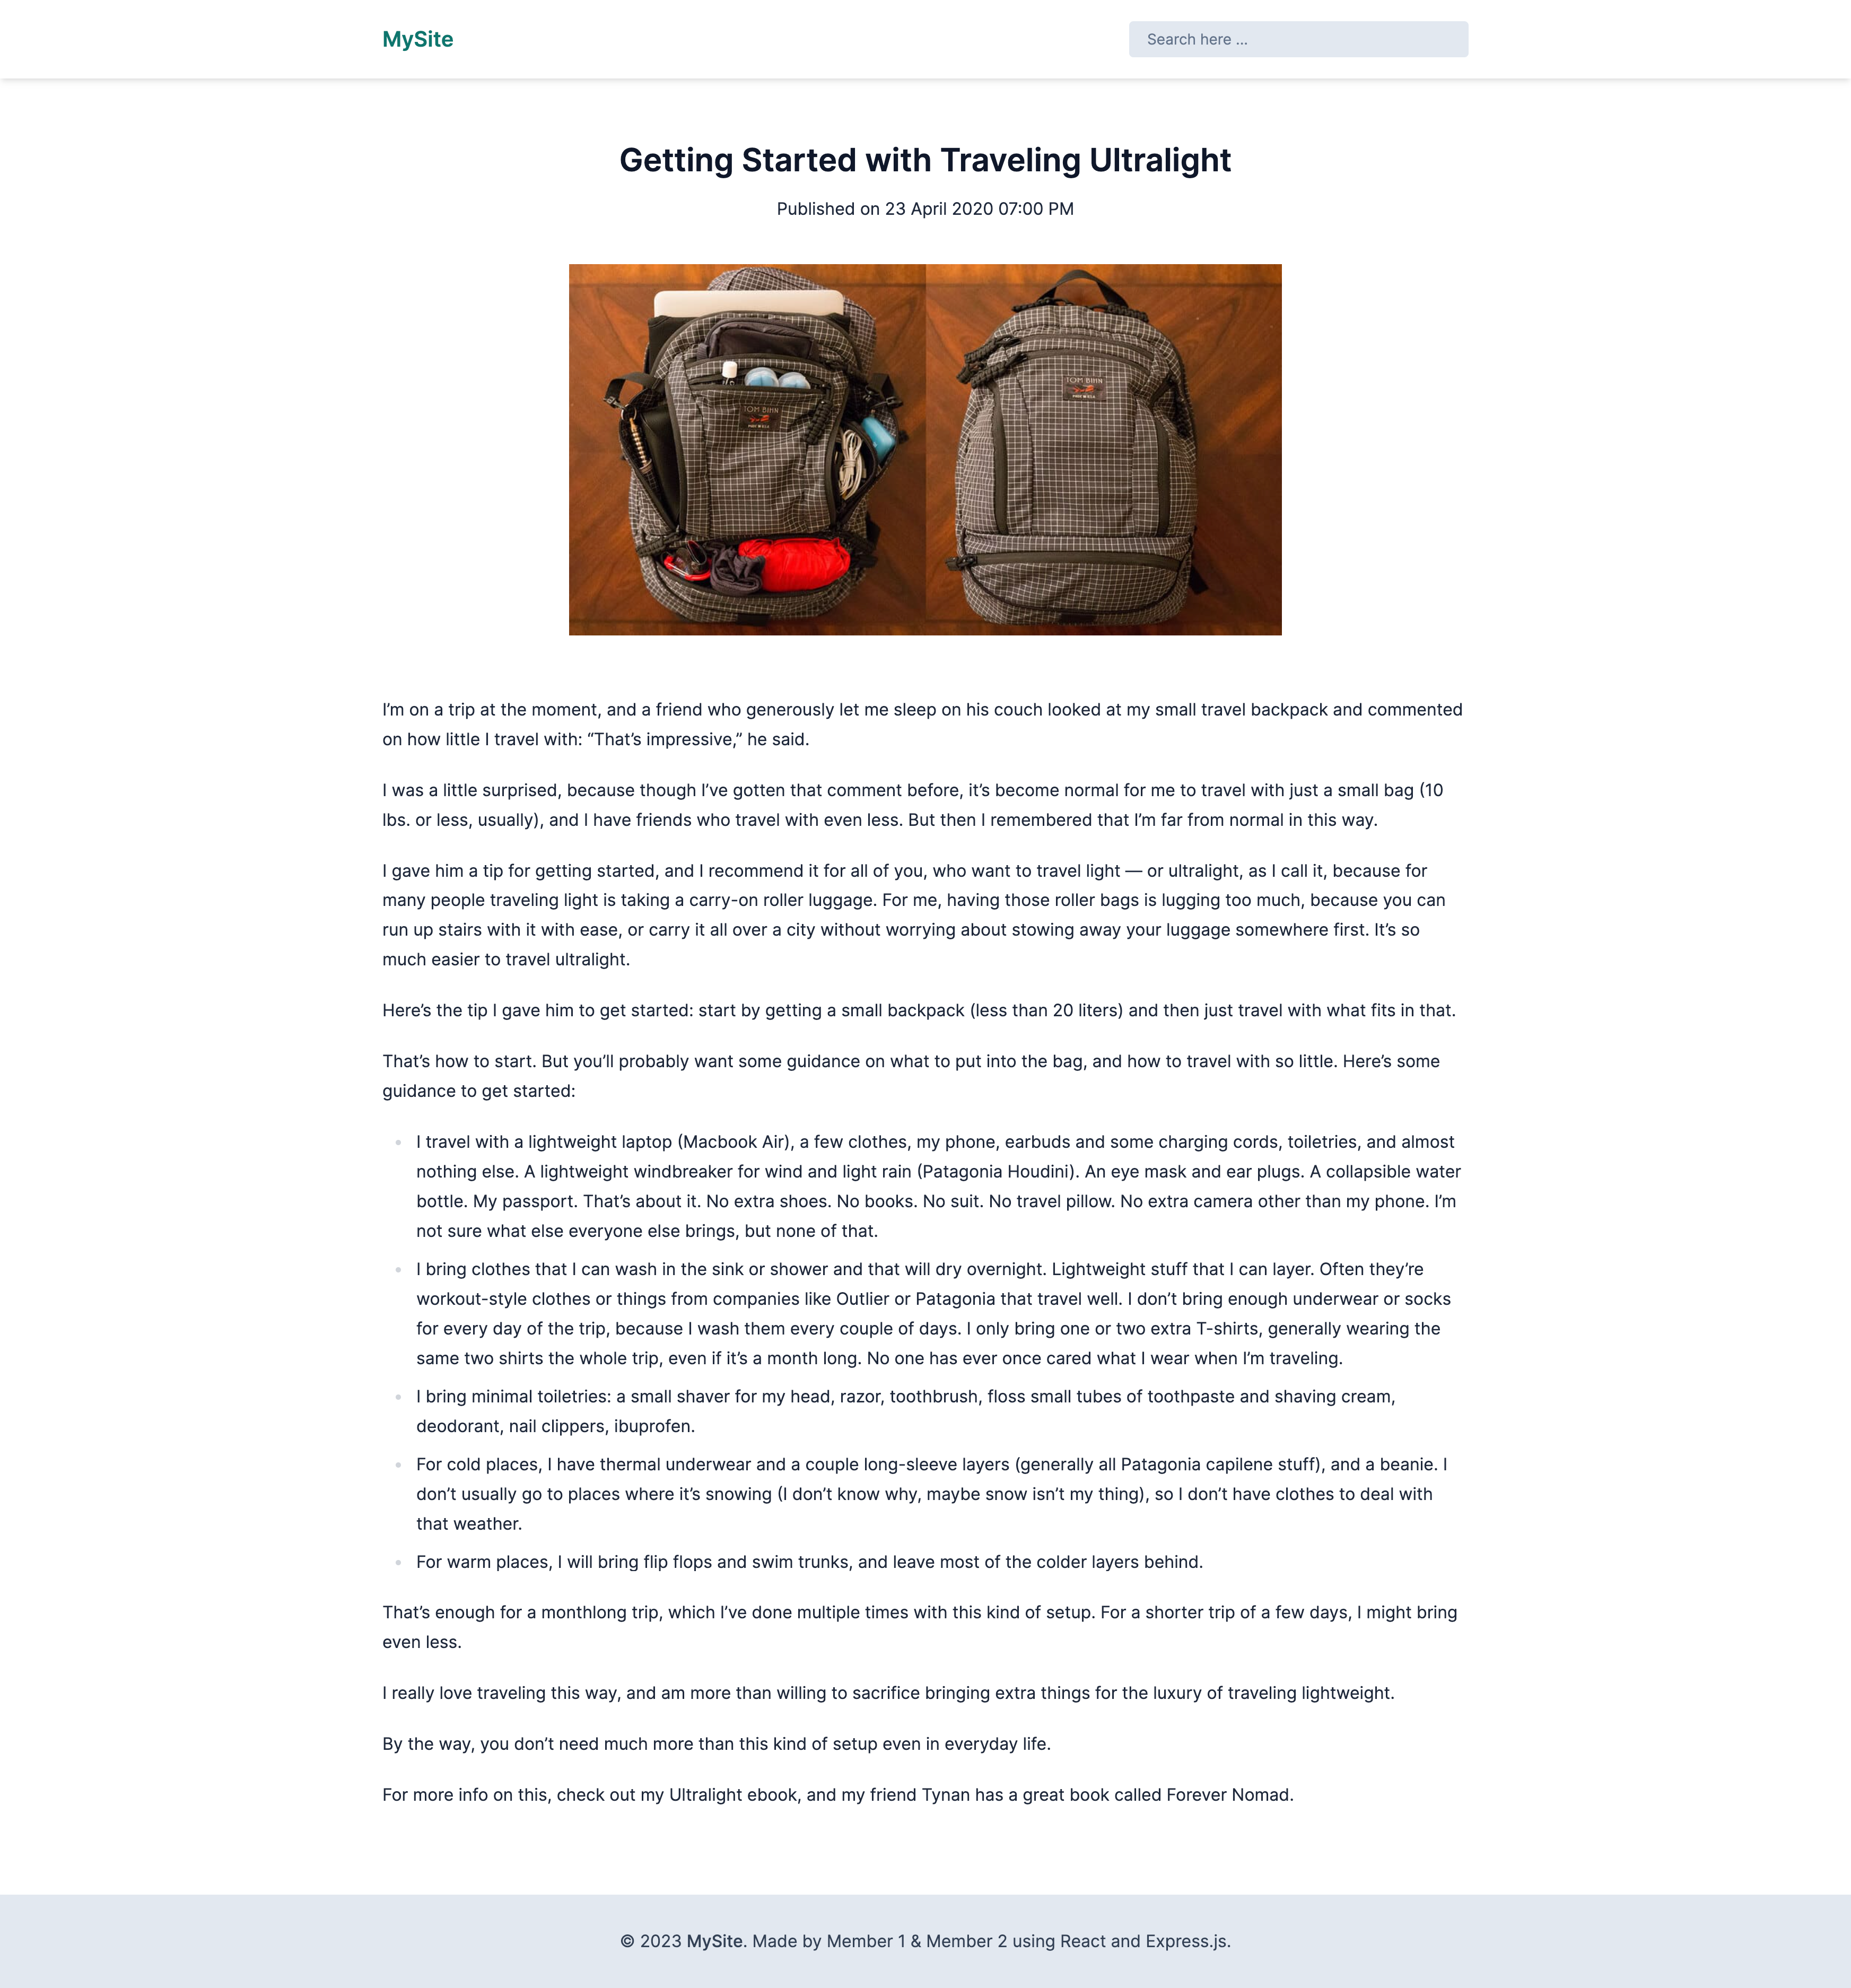 MySite
Search here ...
Getting Started with Traveling Ultralight
Published on 23 April 2020 07:00 PM
TOM BIHN
TOM BIHN
I’m on a trip at the moment, and a friend who generously let me sleep on his couch looked at my small travel backpack and commented
on how little I travel with: “That’s impressive,” he said.
I was a little surprised, because though I’ve gotten that comment before, it’s become normal for me to travel with just a small bag (10
lbs. or less, usually), and I have friends who travel with even less. But then I remembered that I’m far from normal in this way.
I gave him a tip for getting started, and I recommend it for all of you, who want to travel light — or ultralight, as I call it, because for
many people traveling light is taking a carry-on roller luggage. For me, having those roller bags is lugging too much, because you can
run up stairs with it with ease, or carry it all over a city without worrying about stowing away your luggage somewhere first. It’s so
much easier to travel ultralight.
Here’s the tip I gave him to get started: start by getting a small backpack (less than 20 liters) and then just travel with what fits in that.
That’s how to start. But you’ll probably want some guidance on what to put into the bag, and how to travel with so little. Here’s some
guidance to get started:
I travel with a lightweight laptop (Macbook Air), a few clothes, my phone, earbuds and some charging cords, toiletries, and almost
nothing else. A lightweight windbreaker for wind and light rain (Patagonia Houdini). An eye mask and ear plugs. A collapsible water
bottle. My passport. That’s about it. No extra shoes. No books. No suit. No travel pillow. No extra camera other than my phone. I’m
not sure what else everyone else brings, but none of that.
I bring clothes that I can wash in the sink or shower and that will dry overnight. Lightweight stuff that I can layer. Often they’re
workout-style clothes or things from companies like Outlier or Patagonia that travel well. I don’t bring enough underwear or socks
for every day of the trip, because I wash them every couple of days. I only bring one or two extra T-shirts, generally wearing the
same two shirts the whole trip, even if it’s a month long. No one has ever once cared what I wear when I’m traveling.
I bring minimal toiletries: a small shaver for my head, razor, toothbrush, floss small tubes of toothpaste and shaving cream,
deodorant, nail clippers, ibuprofen.
For cold places, I have thermal underwear and a couple long-sleeve layers (generally all Patagonia capilene stuff), and a beanie. I
don’t usually go to places where it’s snowing (I don’t know why, maybe snow isn’t my thing), so I don’t have clothes to deal with
that weather.
For warm places, I will bring flip flops and swim trunks, and leave most of the colder layers behind.
That’s enough for a monthlong trip, which I’ve done multiple times with this kind of setup. For a shorter trip of a few days, I might bring
even less.
I really love traveling this way, and am more than willing to sacrifice bringing extra things for the luxury of traveling lightweight.
By the way, you don’t need much more than this kind of setup even in everyday life.
For more info on this, check out my Ultralight ebook, and my friend Tynan has a great book called Forever Nomad.
© 2023 MySite. Made by Member 1 & Member 2 using React and Express.js.